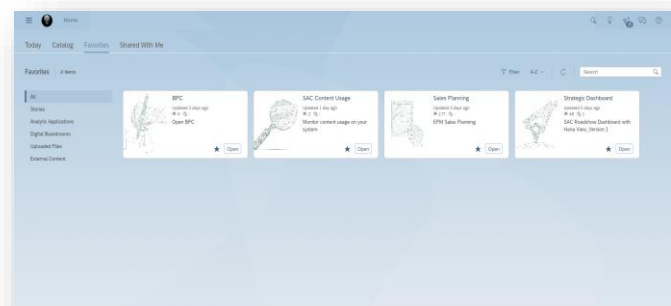 Home
Today Catalog Favorites Shared With Me
Favorites 4 items
Filter A-Z Search
All
Stories
Analytic Applications
Digital Boardrooms
Uploaded Files
External Content
BPC
Updated 3 days ago
Open BPC
Open
SAC Content Usage
Updated 1 day ago
Monitor content usage on your
system
Open
Sales Planning
Updated 5 days ago
EPM Sales Planning
Open
Strategic Dashboard
SAC Roadshow Dashboard with
Hana View, Version 1
Open